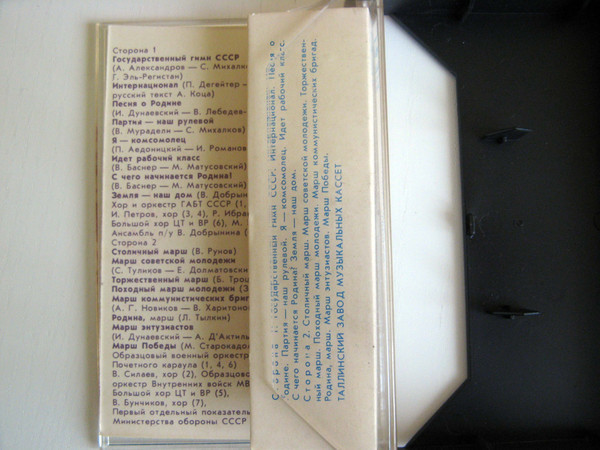 Сторона 1
Государственный гимн СССР
(А. Александров — С. Михалк
Г. Эль-Регистан)
Интернационал (П. Дегейтер —
русский текст А. Коца)
Песня о Родине
(И. Дунаевский — В. Лебедев-
Партия — наш рулевой
(В. Мурадели — С. Михалков)
Я — комсомолец
(П. Аедоницкий — И. Романов
Идет рабочий класс
(В. Баснер — М. Матусовский)
С чего начинается Родина!
(В. Баснер — М. Матусовский)
Земля — наш дом (В. Добрын
Хор и оркестр ГАБТ СССР (1,
И. Петров, хор (3, 4), Р. Ибра
Большой хор ЦТ и ВР (6), М.
Ансамбль п/у В. Добрынина (
Сторона 2
Столичный марш (В. Рунов)
Марш советской молодежи
(С. Туликов — Е. Долматовски
Торжественный марш (Б. Троц
Походный марш молодежи (З
Марш коммунистических бриг
(А. Г. Новиков — В. Харитоно
Родина, марш (Л. Тылкин)
Марш энтузиастов
(И. Дунаевский — А. Д'Актиль
Марш Победы (М. Старокадо
Образцовый военный оркестр
Почетного караула (1, 4, 6)
В. Силаев, хор (2), Образцово
оркестр Внутренних войск МВ
Большой хор ЦТ и ВР (5),
В. Бунчиков, хор (7),
Первый отдельный показатель
Министерства обороны СССР
Сторона 1. Государственный гимн СССР. Интернационал. Песня о
Родине. Партия — наш рулевой. Я — комсомолец. Идет рабочий класс.
С чего начинается Родина! Земля — наш дом.
Сторона 2. Столичный марш. Марш советской молодежи. Торжествен-
ный марш. Походный марш молодежи. Марш коммунистических бригад.
Родина, марш. Марш энтузиастов. Марш Победы.
ТАЛЛИНСКИЙ ЗАВОД МУЗЫКАЛЬНЫХ КАССЕТ